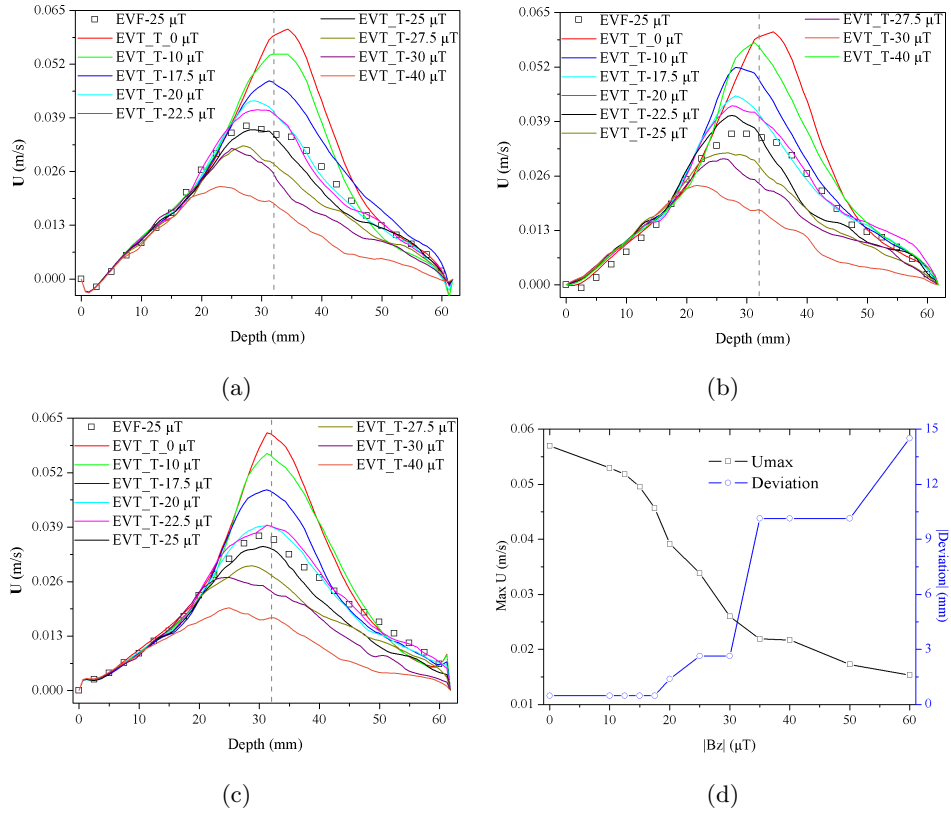 EVF-25 μT
EVT_T_0 μT
EVT_T-10 μT
EVT_T-17.5 μT
EVT_T-20 μT
EVT_T-22.5 μT
EVT_T-25 μT
EVT_T-27.5 μT
EVT_T-30 μT
EVT_T-40 μT
0.065
0.052
0.039
0.026
0.013
0.000
U (m/s)
0 10 20 30 40 50 60
Depth (mm)
(a)
EVF-25 μT
EVT_T_0 μT
EVT_T-10 μT
EVT_T-17.5 μT
EVT_T-20 μT
EVT_T-22.5 μT
EVT_T-25 μT
EVT_T-27.5 μT
EVT_T-30 μT
EVT_T-40 μT
0.065
0.052
0.039
0.026
0.013
0.000
U (m/s)
0 10 20 30 40 50 60
Depth (mm)
(b)
EVF-25 μT
EVT_T_0 μT
EVT_T-10 μT
EVT_T-17.5 μT
EVT_T-20 μT
EVT_T-22.5 μT
EVT_T-25 μT
EVT_T-27.5 μT
EVT_T-30 μT
EVT_T-40 μT
0.065
0.052
0.039
0.026
0.013
0.000
U (m/s)
0 10 20 30 40 50 60
Depth (mm)
(c)
Umax
Deviation
0.06
0.05
0.04
0.03
0.02
0.01
Max U (m/s)
15
12
9
6
3
0
|Deviation| (mm)
0 10 20 30 40 50 60
|Bz| (μT)
(d)